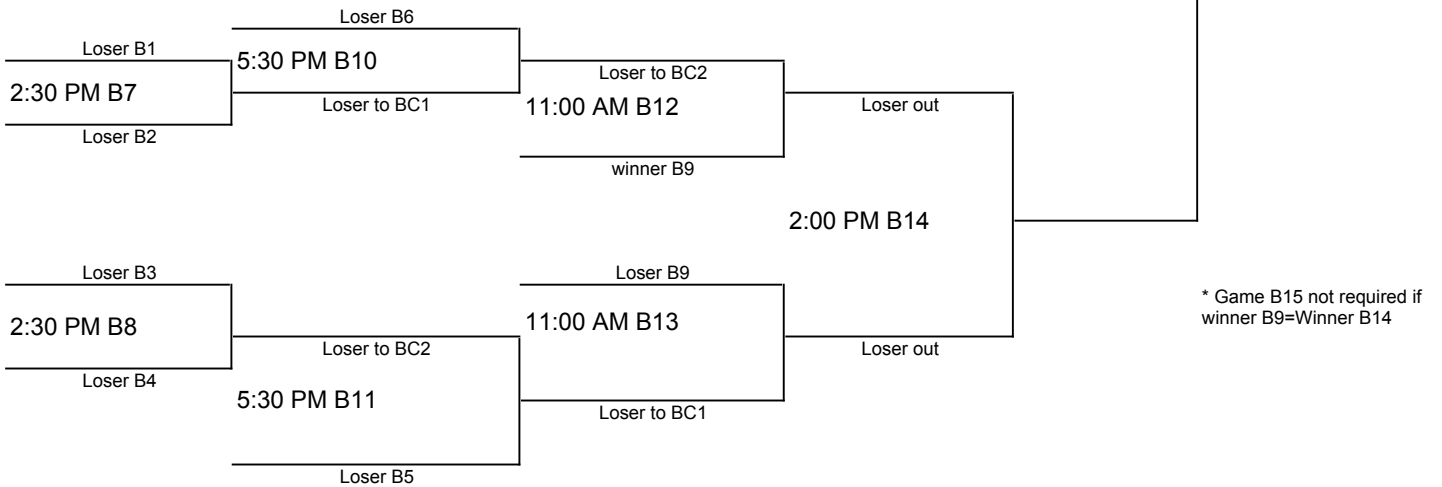 Loser B6
Loser B1
5:30 PM B10
Loser to BC2
2:30 PM B7
Loser to BC1
11:00 AM B12
Loser out
Loser B2
winner B9
2:00 PM B14
Loser B3
Loser B9
* Game B15 not required if
winner B9=Winner B14
2:30 PM B8
11:00 AM B13
Loser to BC2
Loser out
Loser B4
5:30 PM B11
Loser to BC1
Loser B5